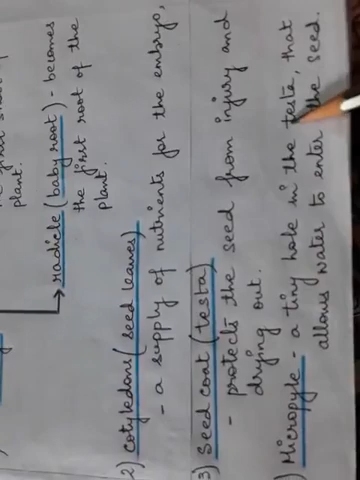 plant.
radicle (baby root) - becomes
the first root of the
plant.
2) cotyledons (seed leaves)
- a supply of nutrients for the embryo,
3) Seed coat (testa)
- protects the seed from injury and
drying out.
) Micropyle - a tiny hole in the testa, that
allows water to enter the seed.